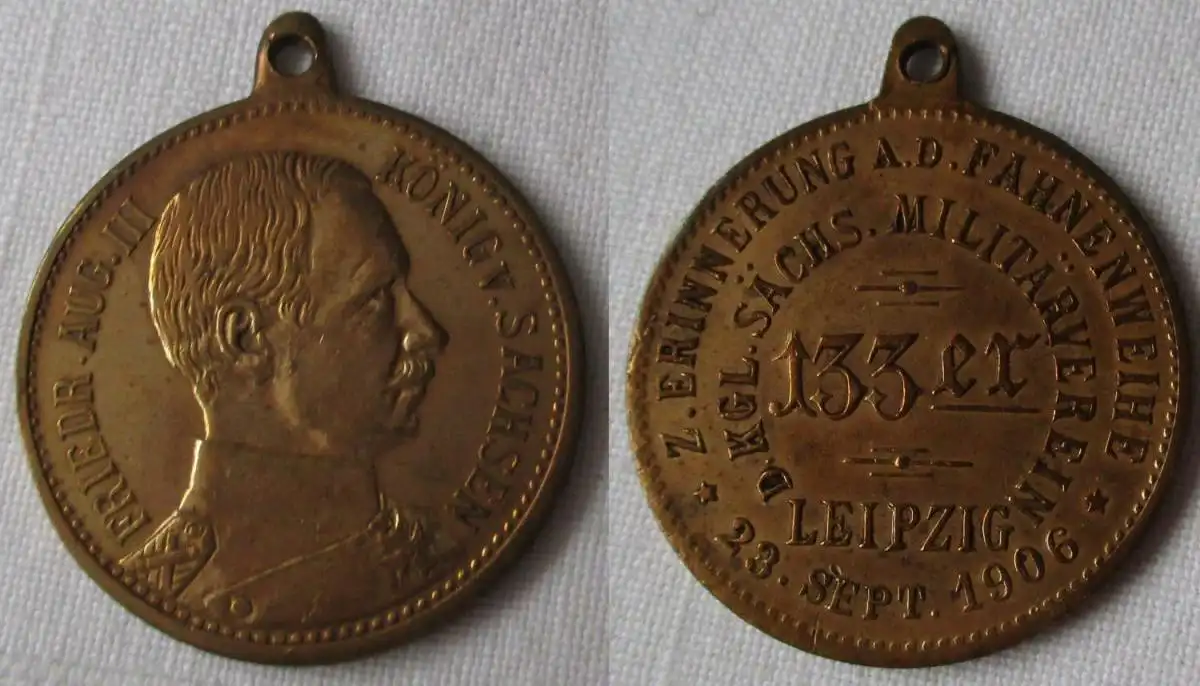 FRIEDR. AUG. III
KÖNIG V. SACHSEN
Z. ERINNERUNG A. D. FAHNENWEIHE
D. KGL. SÄCHS. MILITÄRVEREIN
133er
LEIPZIG
23. SEPT. 1906